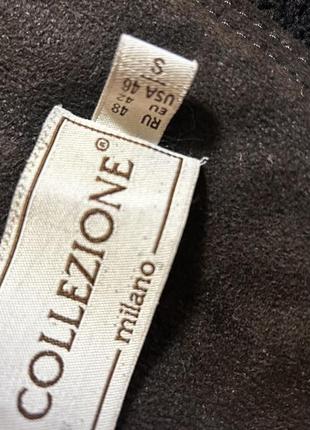 S
USA 46
EU 42
RU 48
COLLEZIONE®
milano